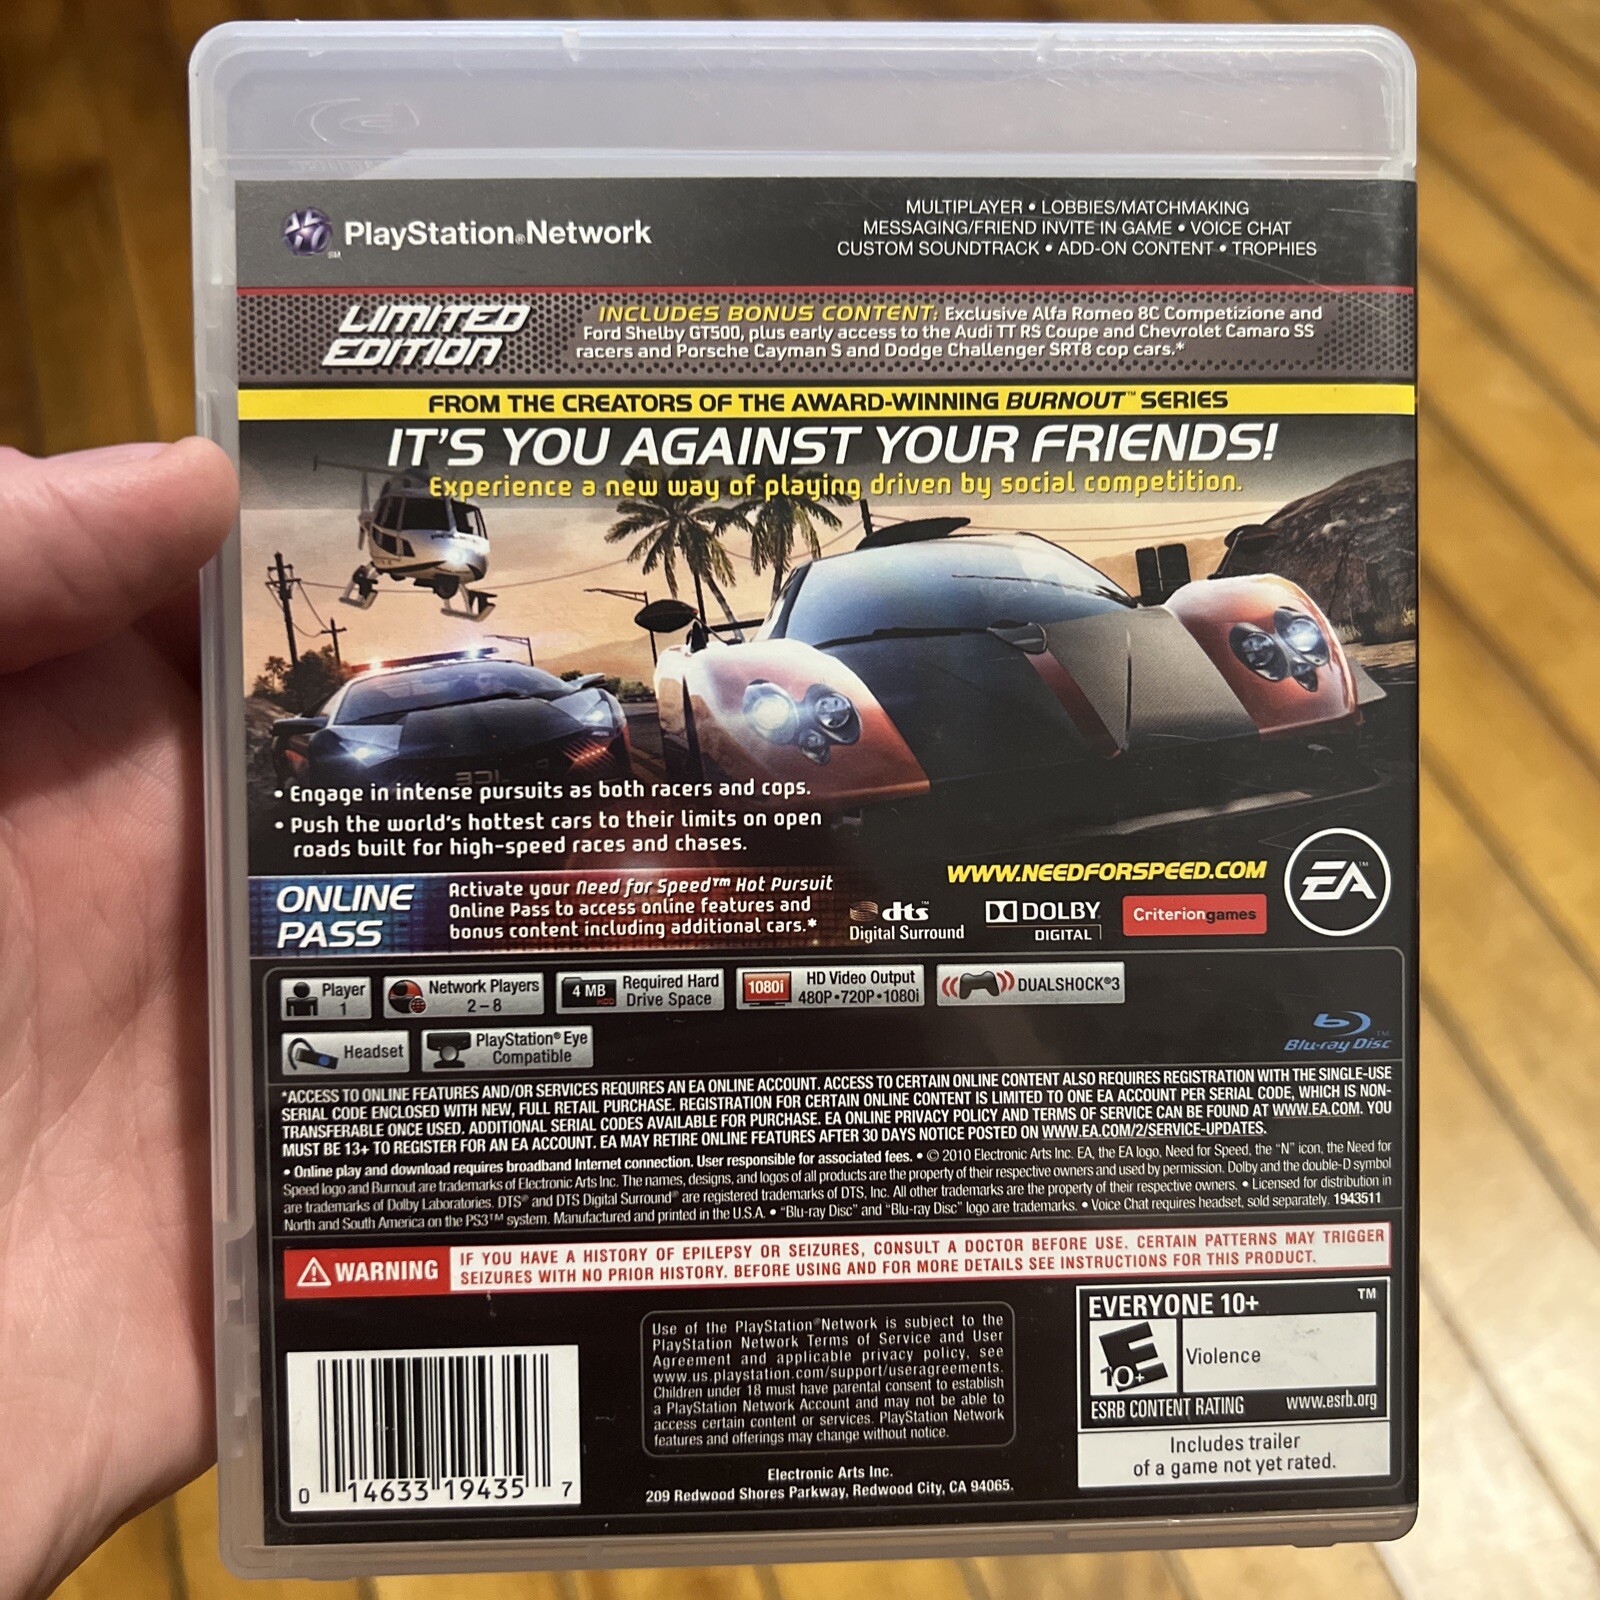 PlayStation®Network
SM
MULTIPLAYER • LOBBIES/MATCHMAKING
MESSAGING/FRIEND INVITE IN GAME • VOICE CHAT
CUSTOM SOUNDTRACK • ADD-ON CONTENT • TROPHIES
LIMITED
EDITION
INCLUDES BONUS CONTENT: Exclusive Alfa Romeo 8C Competizione and
Ford Shelby GT500, plus early access to the Audi TT RS Coupe and Chevrolet Camaro SS
racers and Porsche Cayman S and Dodge Challenger SRT8 cop cars.*
FROM THE CREATORS OF THE AWARD-WINNING BURNOUT™ SERIES
IT'S YOU AGAINST YOUR FRIENDS!
Experience a new way of playing driven by social competition.
• Engage in intense pursuits as both racers and cops.
• Push the world's hottest cars to their limits on open
roads built for high-speed races and chases.
ONLINE
PASS
Activate your Need for Speed™ Hot Pursuit
Online Pass to access online features and
bonus content including additional cars.*
WWW.NEEDFORSPEED.COM
dts™
Digital Surround
DOLBY
DIGITAL
Criteriongames
EA™
Player
1
Network Players
2-8
4 MB
Required Hard
Drive Space
1080i
HD Video Output
480P•720P•1080i
DUALSHOCK®3
Headset
PlayStation®Eye
Compatible
Blu-ray Disc™
*ACCESS TO ONLINE FEATURES AND/OR SERVICES REQUIRES AN EA ONLINE ACCOUNT. ACCESS TO CERTAIN ONLINE CONTENT ALSO REQUIRES REGISTRATION WITH THE SINGLE-USE
SERIAL CODE ENCLOSED WITH NEW, FULL RETAIL PURCHASE. REGISTRATION FOR CERTAIN ONLINE CONTENT IS LIMITED TO ONE EA ACCOUNT PER SERIAL CODE, WHICH IS NON-
TRANSFERABLE ONCE USED. ADDITIONAL SERIAL CODES AVAILABLE FOR PURCHASE. EA ONLINE PRIVACY POLICY AND TERMS OF SERVICE CAN BE FOUND AT WWW.EA.COM. YOU
MUST BE 13+ TO REGISTER FOR AN EA ACCOUNT. EA MAY RETIRE ONLINE FEATURES AFTER 30 DAYS NOTICE POSTED ON WWW.EA.COM/2/SERVICE-UPDATES.
• Online play and download requires broadband Internet connection. User responsible for associated fees. • © 2010 Electronic Arts Inc. EA, the EA logo, Need for Speed, the "N" icon, the Need for
Speed logo and Burnout are trademarks of Electronic Arts Inc. The names, designs, and logos of all products are the property of their respective owners and used by permission. Dolby and the double-D symbol
are trademarks of Dolby Laboratories. DTS® and DTS Digital Surround® are registered trademarks of DTS, Inc. All other trademarks are the property of their respective owners. • Licensed for distribution in
North and South America on the PS3™ system. Manufactured and printed in the U.S.A. • "Blu-ray Disc" and "Blu-ray Disc" logo are trademarks. • Voice Chat requires headset, sold separately. 1943511
WARNING
IF YOU HAVE A HISTORY OF EPILEPSY OR SEIZURES, CONSULT A DOCTOR BEFORE USE. CERTAIN PATTERNS MAY TRIGGER
SEIZURES WITH NO PRIOR HISTORY. BEFORE USING AND FOR MORE DETAILS SEE INSTRUCTIONS FOR THIS PRODUCT.
Use of the PlayStation®Network is subject to the
PlayStation Network Terms of Service and User
Agreement and applicable privacy policy, see
www.us.playstation.com/support/useragreements.
Children under 18 must have parental consent to establish
a PlayStation Network Account and may not be able to
access certain content or services. PlayStation Network
features and offerings may change without notice.
Electronic Arts Inc.
209 Redwood Shores Parkway, Redwood City, CA 94065.
EVERYONE 10+
™
E
10+
Violence
ESRB CONTENT RATING
www.esrb.org
Includes trailer
of a game not yet rated.
0 14633 19435 7